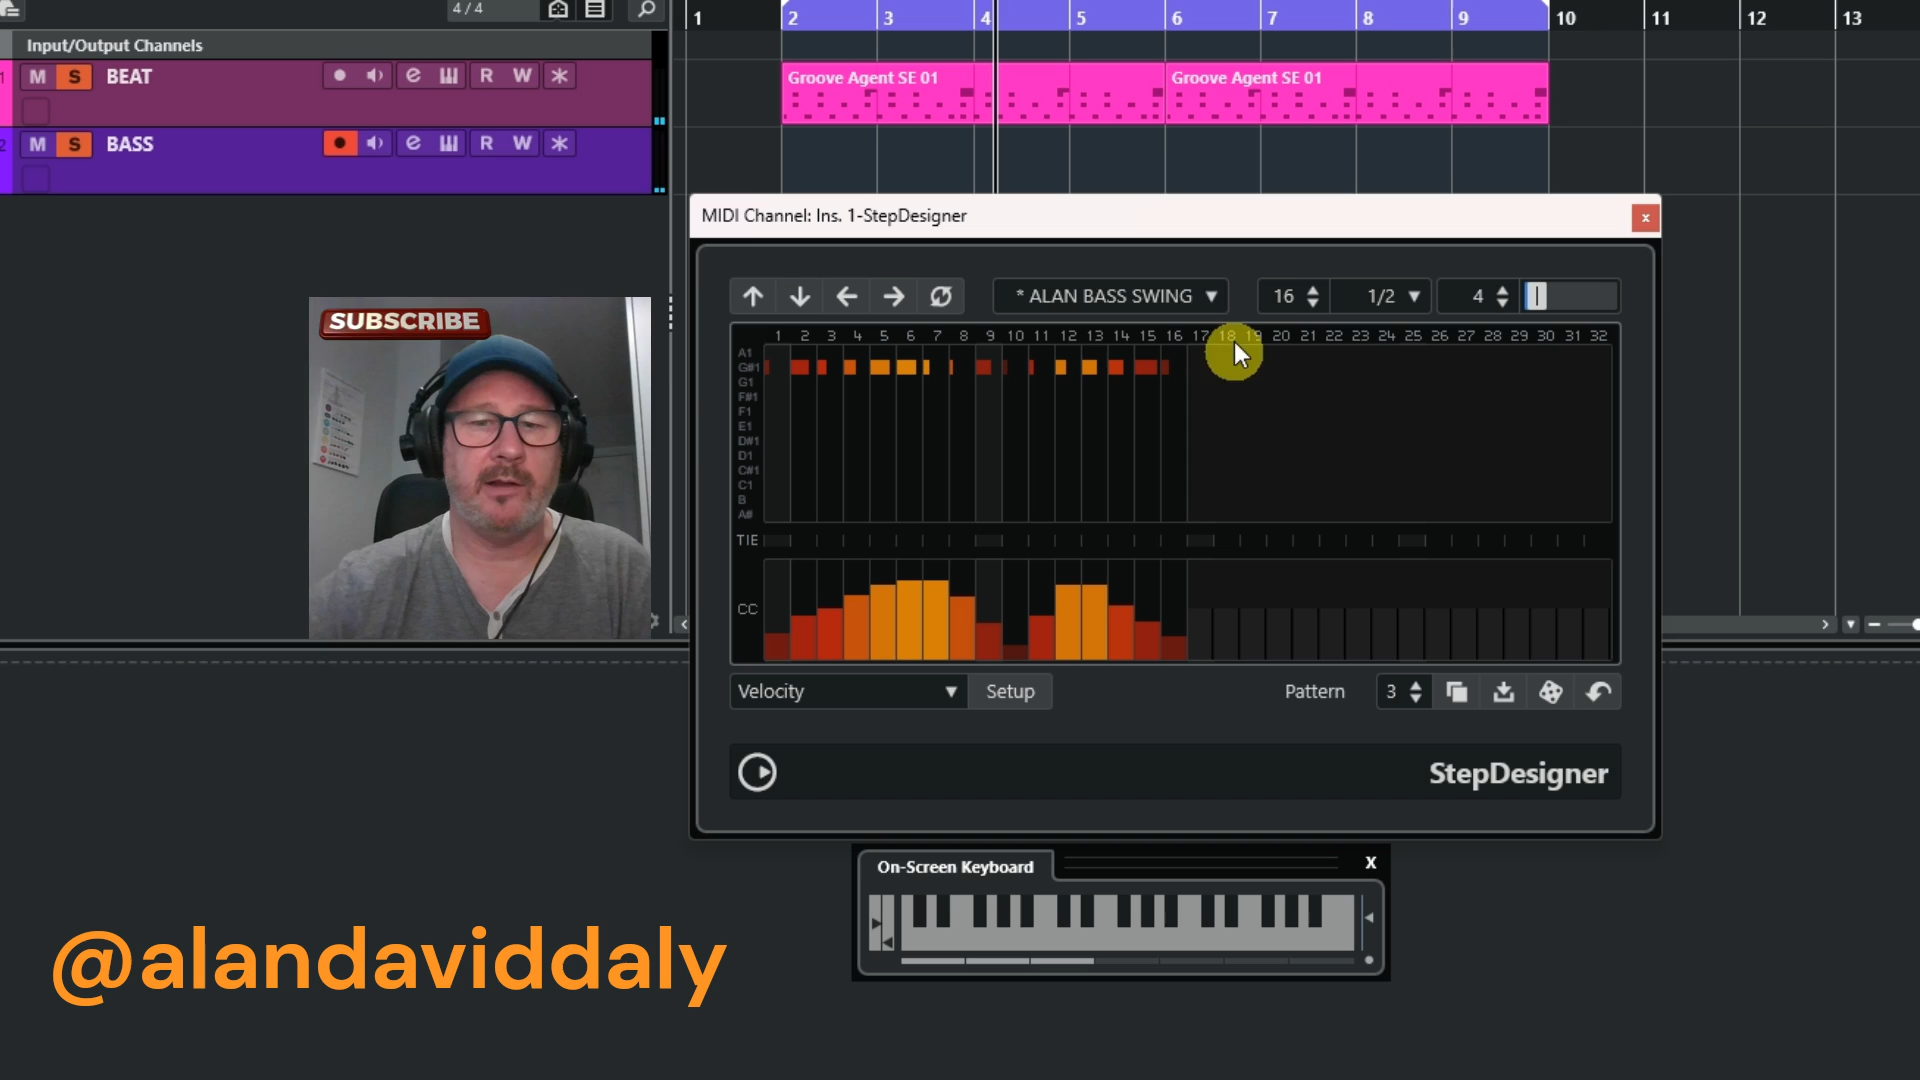 4/4
1 2 3 4 5 6 7 8 9 10 11 12 13
Input/Output Channels
1 M S BEAT e R W
Groove Agent SE 01 Groove Agent SE 01
2 M S BASS e R W
MIDI Channel: Ins. 1-StepDesigner x
* ALAN BASS SWING 16 1/2 4
SUBSCRIBE
1 2 3 4 5 6 7 8 9 10 11 12 13 14 15 16 17 18 19 20 21 22 23 24 25 26 27 28 29 30 31 32
A1
G#1
G1
F#1
F1
E1
D#1
D1
C#1
C1
B
A#
TIE
CC
Velocity Setup Pattern 3
StepDesigner
On-Screen Keyboard X
@alandaviddaly